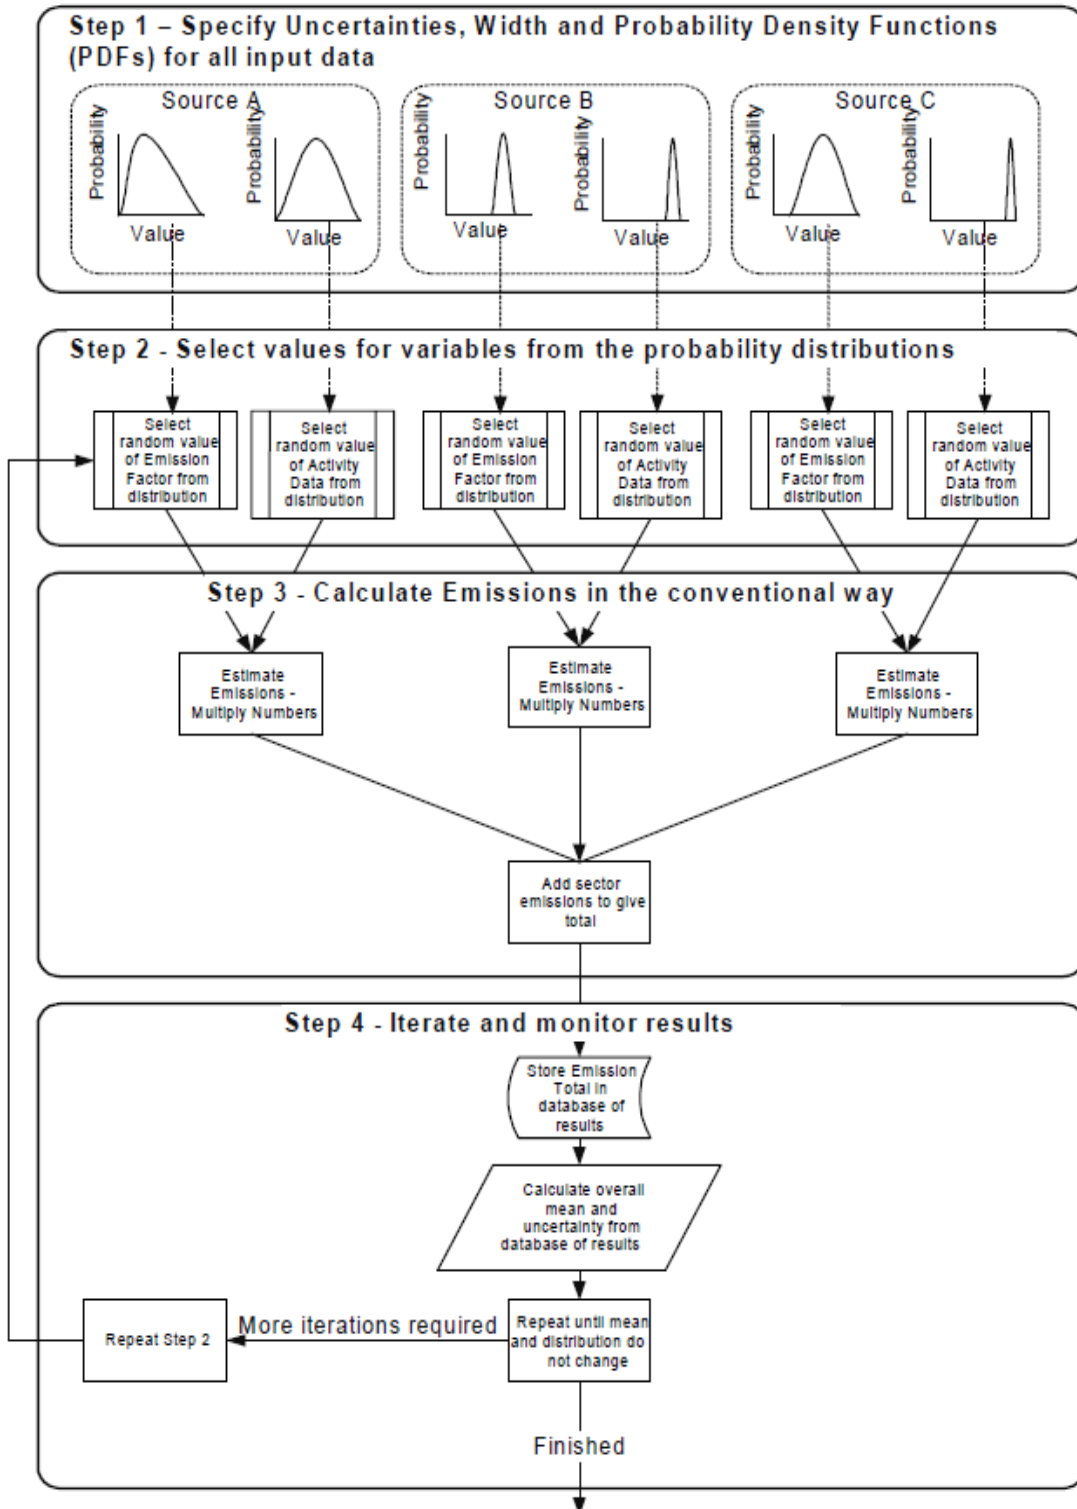 Step 1 – Specify Uncertainties, Width and Probability Density Functions
(PDFs) for all input data
Source A
Source B
Source C
Probability
Probability
Probability
Probability
Probability
Probability
Value
Value
Value
Value
Value
Value
Step 2 - Select values for variables from the probability distributions
Select
random value
of Emission
Factor from
distribution
Select
random value
of Activity
Data from
distribution
Select
random value
of Emission
Factor from
distribution
Select
random value
of Activity
Data from
distribution
Select
random value
of Emission
Factor from
distribution
Select
random value
of Activity
Data from
distribution
Step 3 - Calculate Emissions in the conventional way
Estimate
Emissions -
Multiply Numbers
Estimate
Emissions -
Multiply Numbers
Estimate
Emissions -
Multiply Numbers
Add sector
emissions to give
total
Step 4 - Iterate and monitor results
Store Emission
Total in
database of
results
Calculate overall
mean and
uncertainty from
database of results
Repeat until mean
and distribution do
not change
More iterations required
Repeat Step 2
Finished